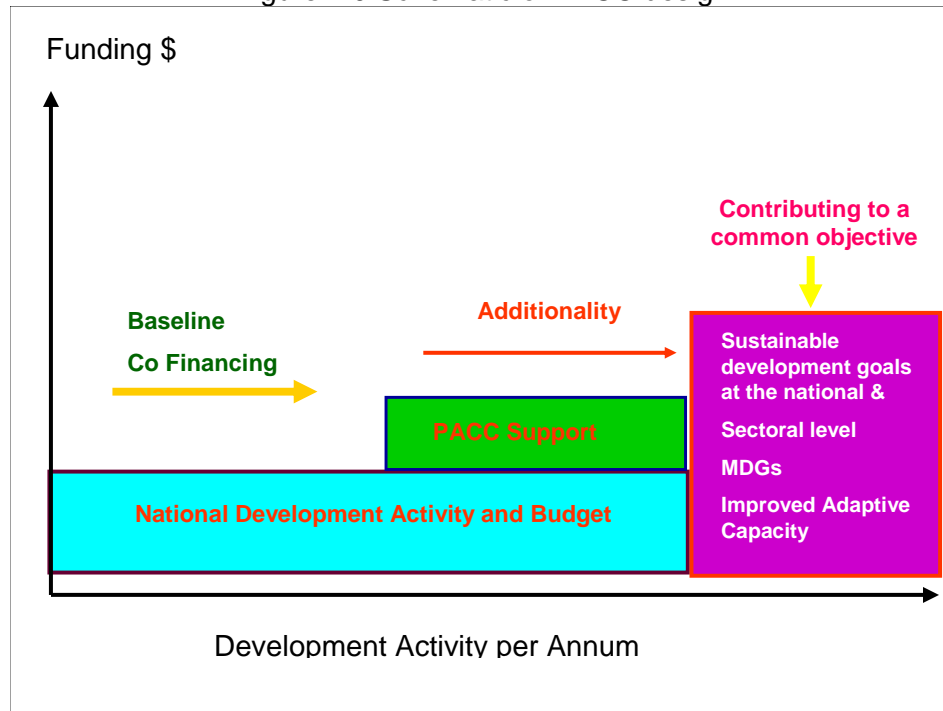 Funding $
Contributing to a
common objective
Baseline
Co Financing
Additionality
Sustainable
development goals
at the national &
Sectoral level
MDGs
Improved Adaptive
Capacity
PACC Support
National Development Activity and Budget
Development Activity per Annum